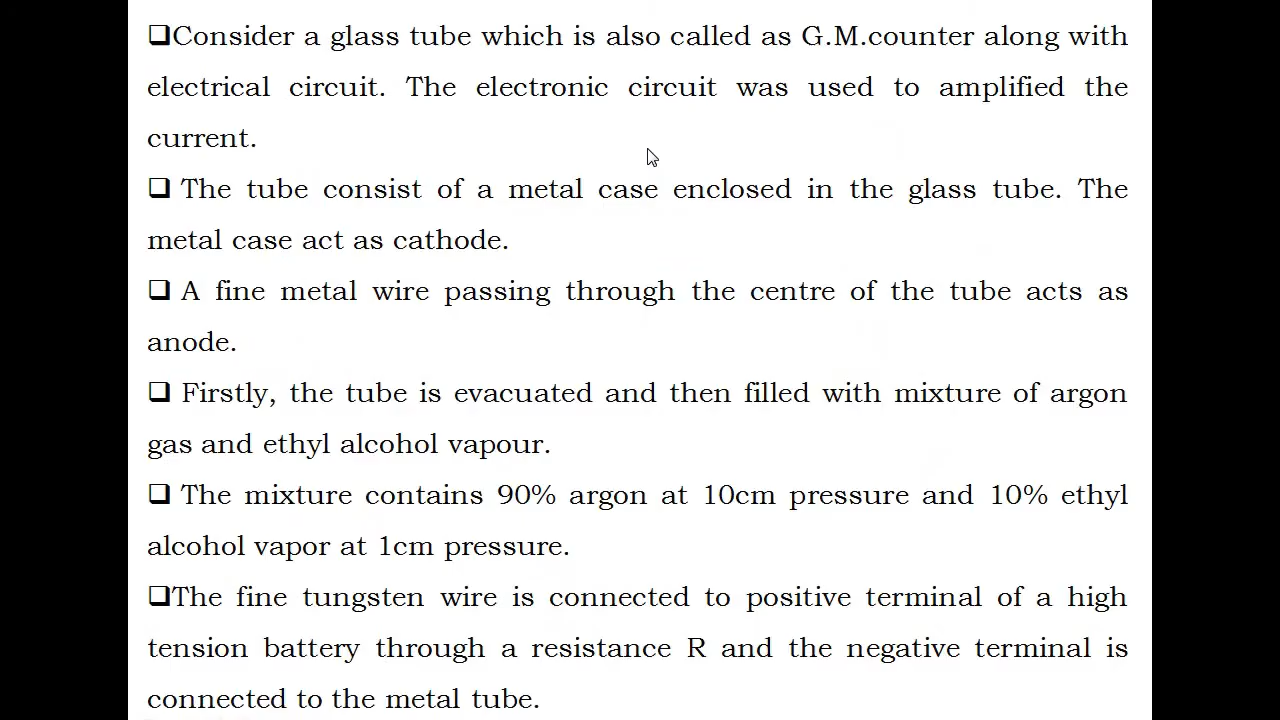 ❑Consider a glass tube which is also called as G.M.counter along with
electrical circuit. The electronic circuit was used to amplified the
current.
❑ The tube consist of a metal case enclosed in the glass tube. The
metal case act as cathode.
❑ A fine metal wire passing through the centre of the tube acts as
anode.
❑ Firstly, the tube is evacuated and then filled with mixture of argon
gas and ethyl alcohol vapour.
❑ The mixture contains 90% argon at 10cm pressure and 10% ethyl
alcohol vapor at 1cm pressure.
❑The fine tungsten wire is connected to positive terminal of a high
tension battery through a resistance R and the negative terminal is
connected to the metal tube.